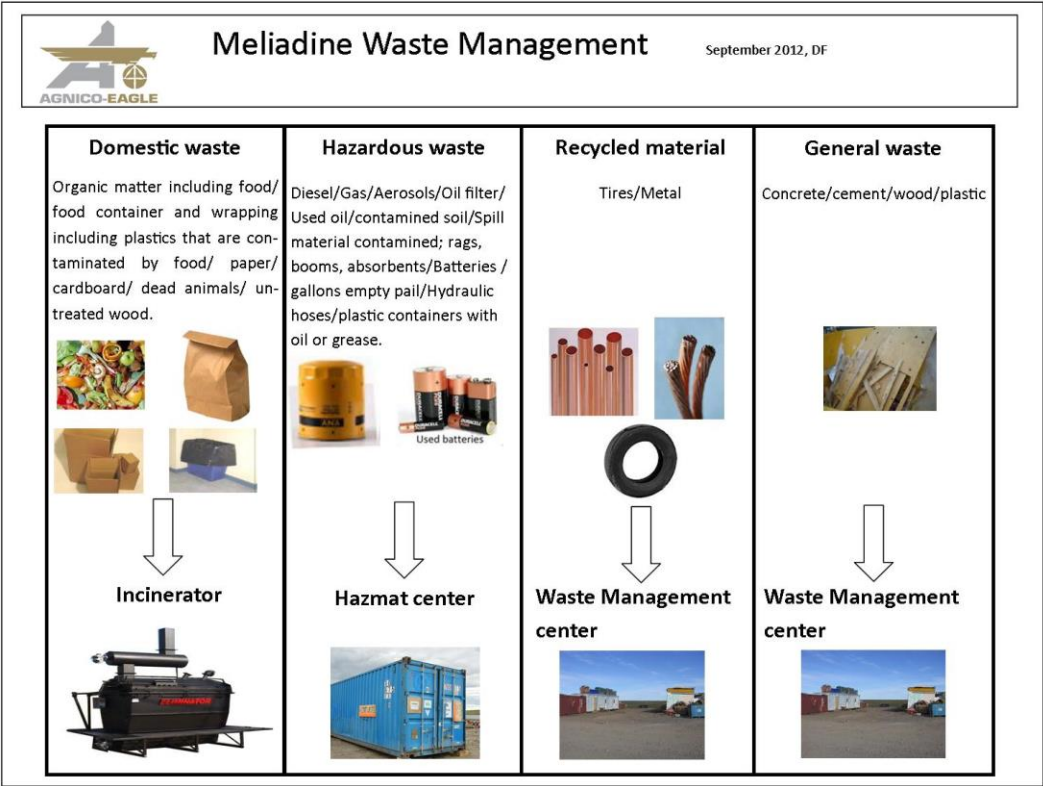 Meliadine Waste Management
September 2012, DF
AGNICO-EAGLE
Domestic waste
Organic matter including food/
food container and wrapping
including plastics that are con-
taminated by food/ paper/
cardboard/ dead animals/ un-
treated wood.
Incinerator
Hazardous waste
Diesel/Gas/Aerosols/Oil filter/
Used oil/contamined soil/Spill
material contamined; rags,
booms, absorbents/Batteries /
gallons empty pail/Hydraulic
hoses/plastic containers with
oil or grease.
DURACELL
Used batteries
Hazmat center
Recycled material
Tires/Metal
Waste Management
center
General waste
Concrete/cement/wood/plastic
Waste Management
center